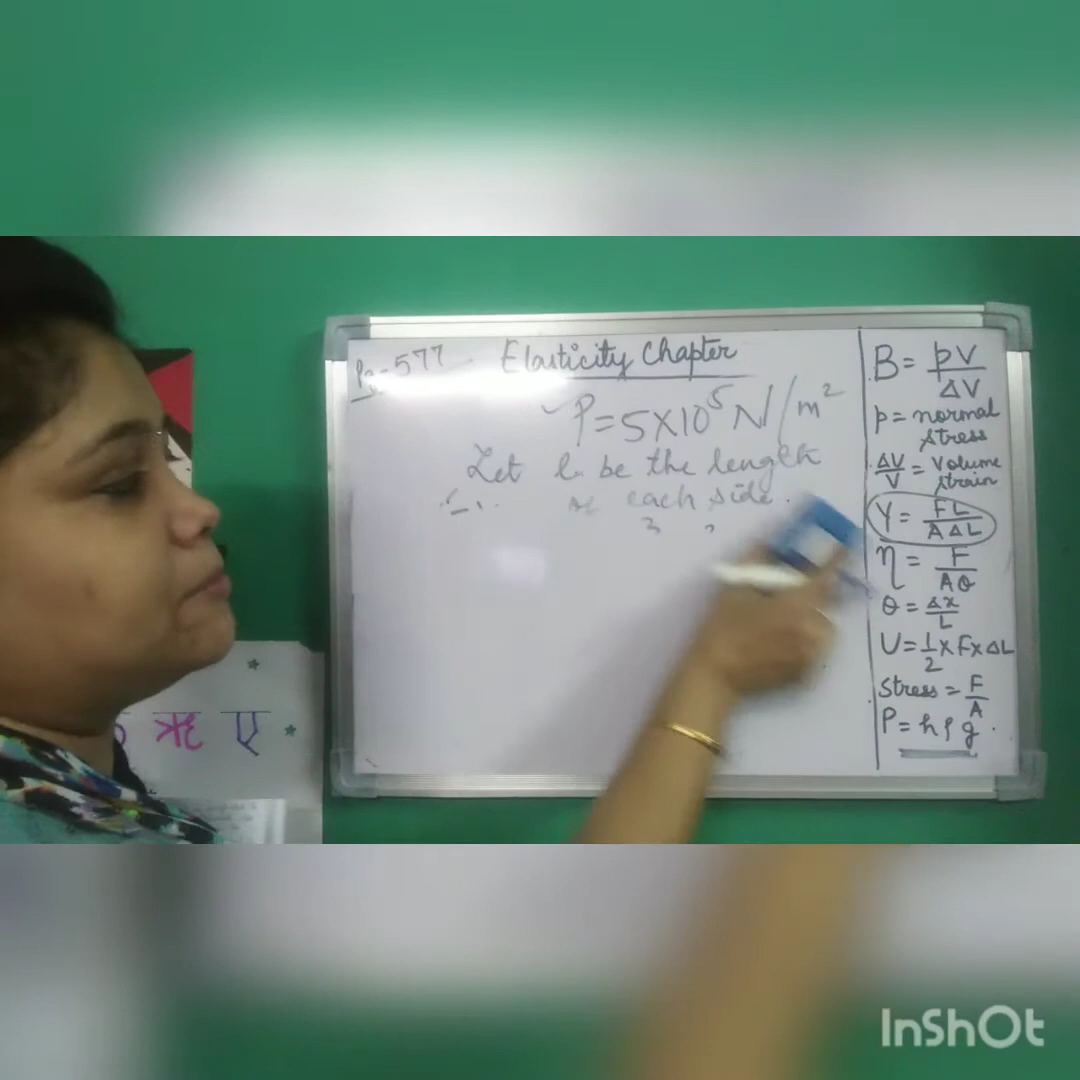 Pg-577 Elasticity Chapter
P=5×10⁵ N/m²
Let l be the length
of each side.
B = pV/ΔV
p = normal
stress
ΔV/V = Volume
strain
Y = FL/AΔL
η = F/Aθ
θ = Δx/L
U = 1/2 × F × ΔL
Stress = F/A
P = hρg.
ए
InShOt